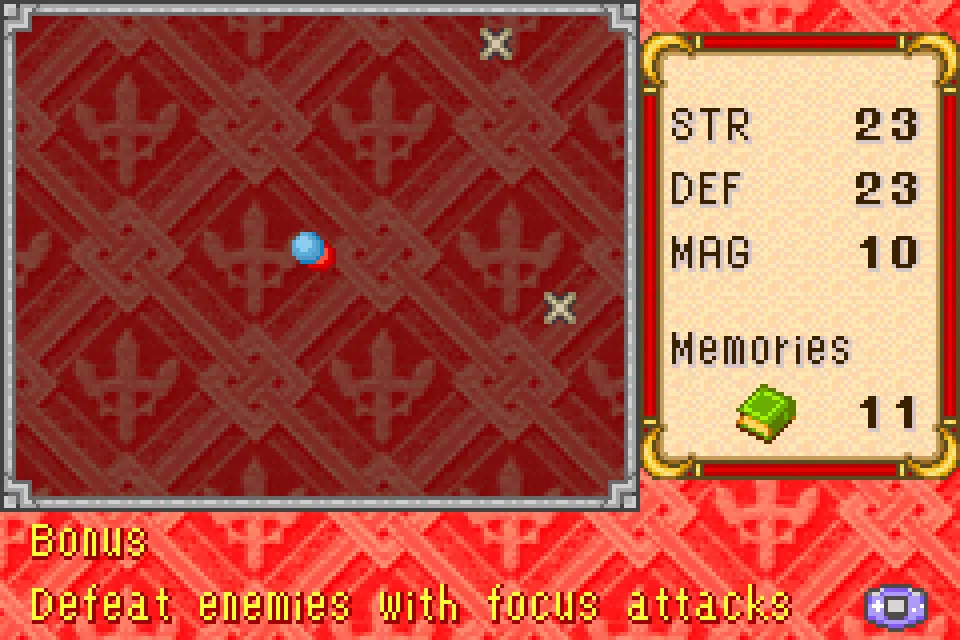 STR 23
DEF 23
MAG 10
Memories
11
Bonus
Defeat enemies with focus attacks